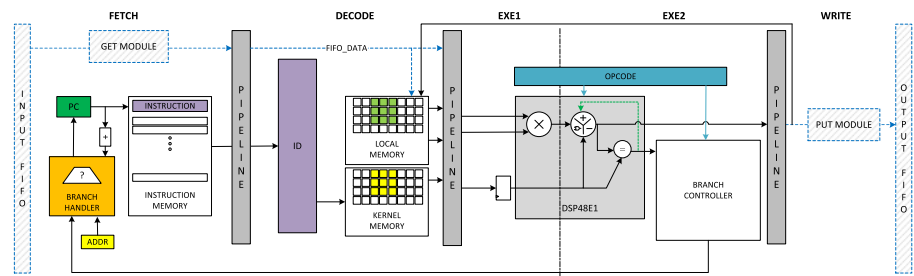 FETCH
DECODE
EXE1
EXE2
WRITE
INPUT FIFO
GET MODULE
PC
+
?
BRANCH
HANDLER
ADDR
INSTRUCTION
INSTRUCTION
MEMORY
PIPELINE
FIFO_DATA
ID
LOCAL
MEMORY
KERNEL
MEMORY
PIPELINE
OPCODE
×
+
−
=
DSP48E1
BRANCH
CONTROLLER
PIPELINE
PUT MODULE
OUTPUT FIFO